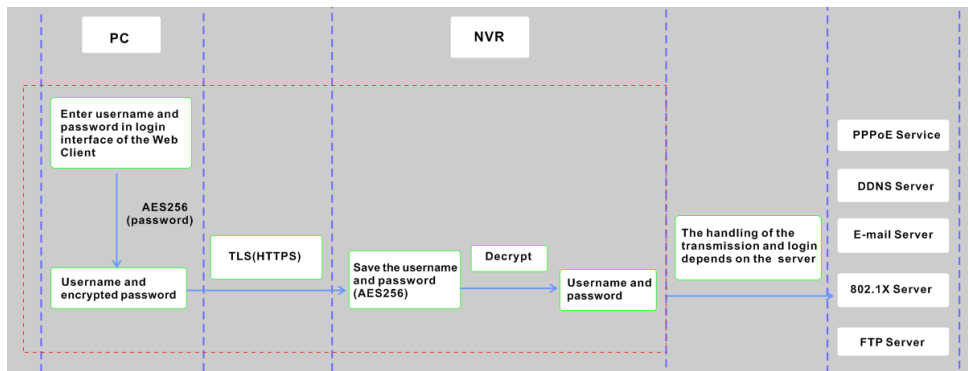 PC
NVR
Enter username and
password in login
interface of the Web
Client
AES256
(password)
Username and
encrypted password
TLS(HTTPS)
Save the username
and password
(AES256)
Decrypt
Username and
password
The handling of the
transmission and login
depends on the server
PPPoE Service
DDNS Server
E-mail Server
802.1X Server
FTP Server